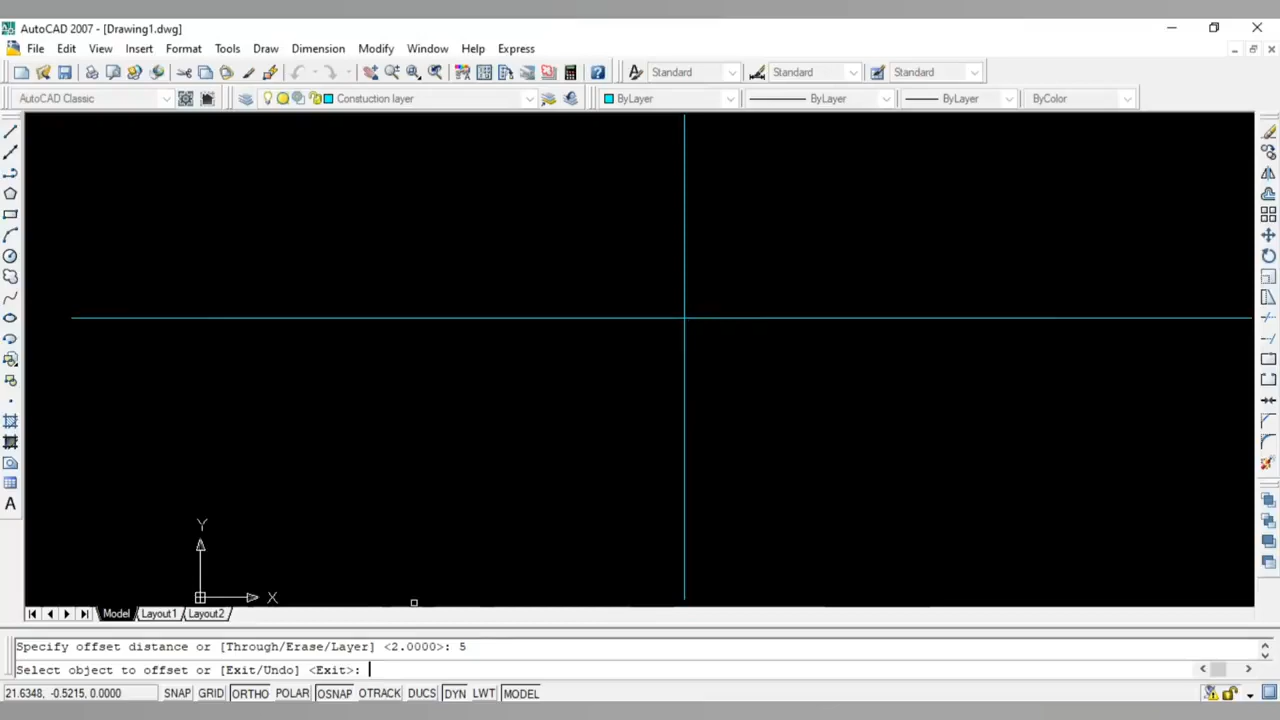 AutoCAD 2007 - [Drawing1.dwg]
File Edit View Insert Format Tools Draw Dimension Modify Window Help Express
Standard Standard Standard
AutoCAD Classic Constuction layer ByLayer ByLayer ByLayer ByColor
A
Y
X
Model Layout1 Layout2
Specify offset distance or [Through/Erase/Layer] <2.0000>: 5
Select object to offset or [Exit/Undo] <Exit>:
21.6348, -0.5215, 0.0000 SNAP GRID ORTHO POLAR OSNAP OTRACK DUCS DYN LWT MODEL